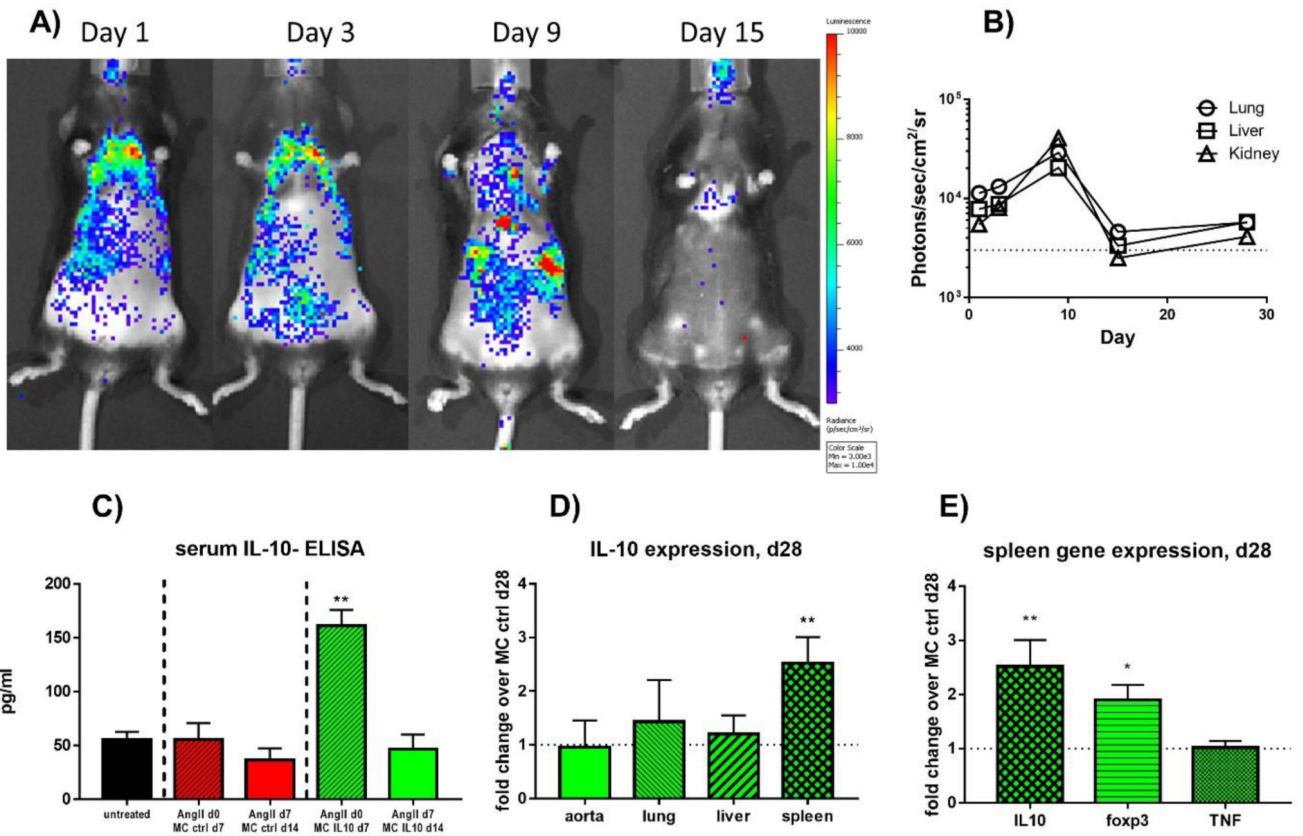 A)
Day 1
Day 3
Day 9
Day 15
Luminescence
10000
8000
6000
4000
Radiance
(p/sec/cm²/sr)
Color Scale
Min = 3.00e3
Max = 1.00e4
B)
Photons/sec/cm²/sr
10⁵
10⁴
10³
0
10
20
30
Day
Lung
Liver
Kidney
C)
serum IL-10- ELISA
pg/ml
200
150
100
50
0
**
untreated
AngII d0
MC ctrl d7
AngII d7
MC ctrl d14
AngII d0
MC IL10 d7
AngII d7
MC IL10 d14
D)
IL-10 expression, d28
fold change over MC ctrl d28
4
3
2
1
0
**
aorta
lung
liver
spleen
E)
spleen gene expression, d28
fold change over MC ctrl d28
4
3
2
1
0
**
*
IL10
foxp3
TNF